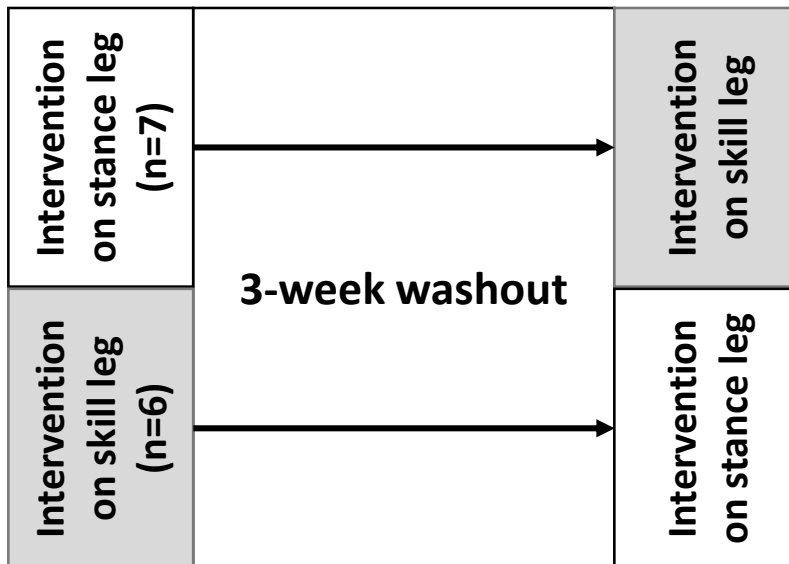 Intervention
on stance leg
(n=7)
Intervention
on skill leg
3-week washout
Intervention
on skill leg
(n=6)
Intervention
on stance leg